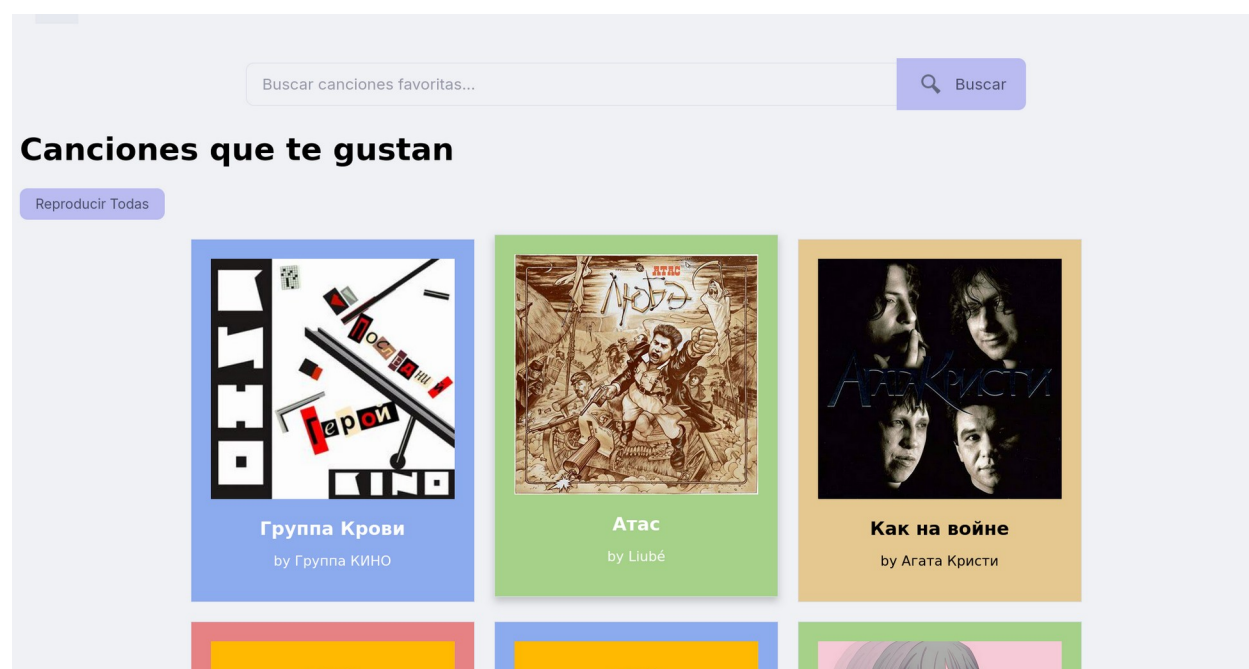 Buscar canciones favoritas...
Buscar
Canciones que te gustan
Reproducir Todas
КИНО
Последний
Герой
KINO
АТАС
Любэ
Агата Кристи
Группа Крови
Атас
Как на войне
by Группа КИНО
by Liubé
by Агата Кристи